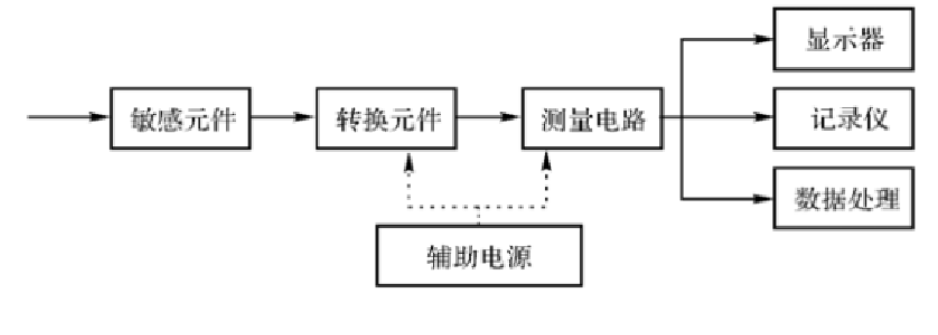 显示器
敏感元件
转换元件
测量电路
记录仪
数据处理
辅助电源